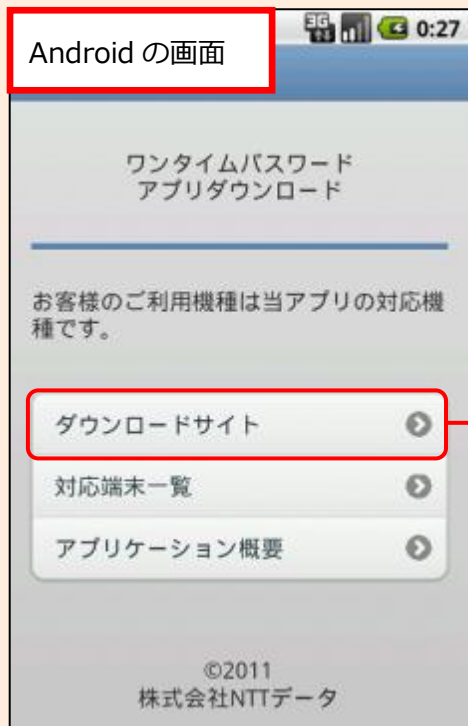 Android の画面
3G
0:27
ワンタイムパスワード
アプリダウンロード
お客様のご利用機種は当アプリの対応機
種です。
ダウンロードサイト
対応端末一覧
アプリケーション概要
©2011
株式会社NTTデータ